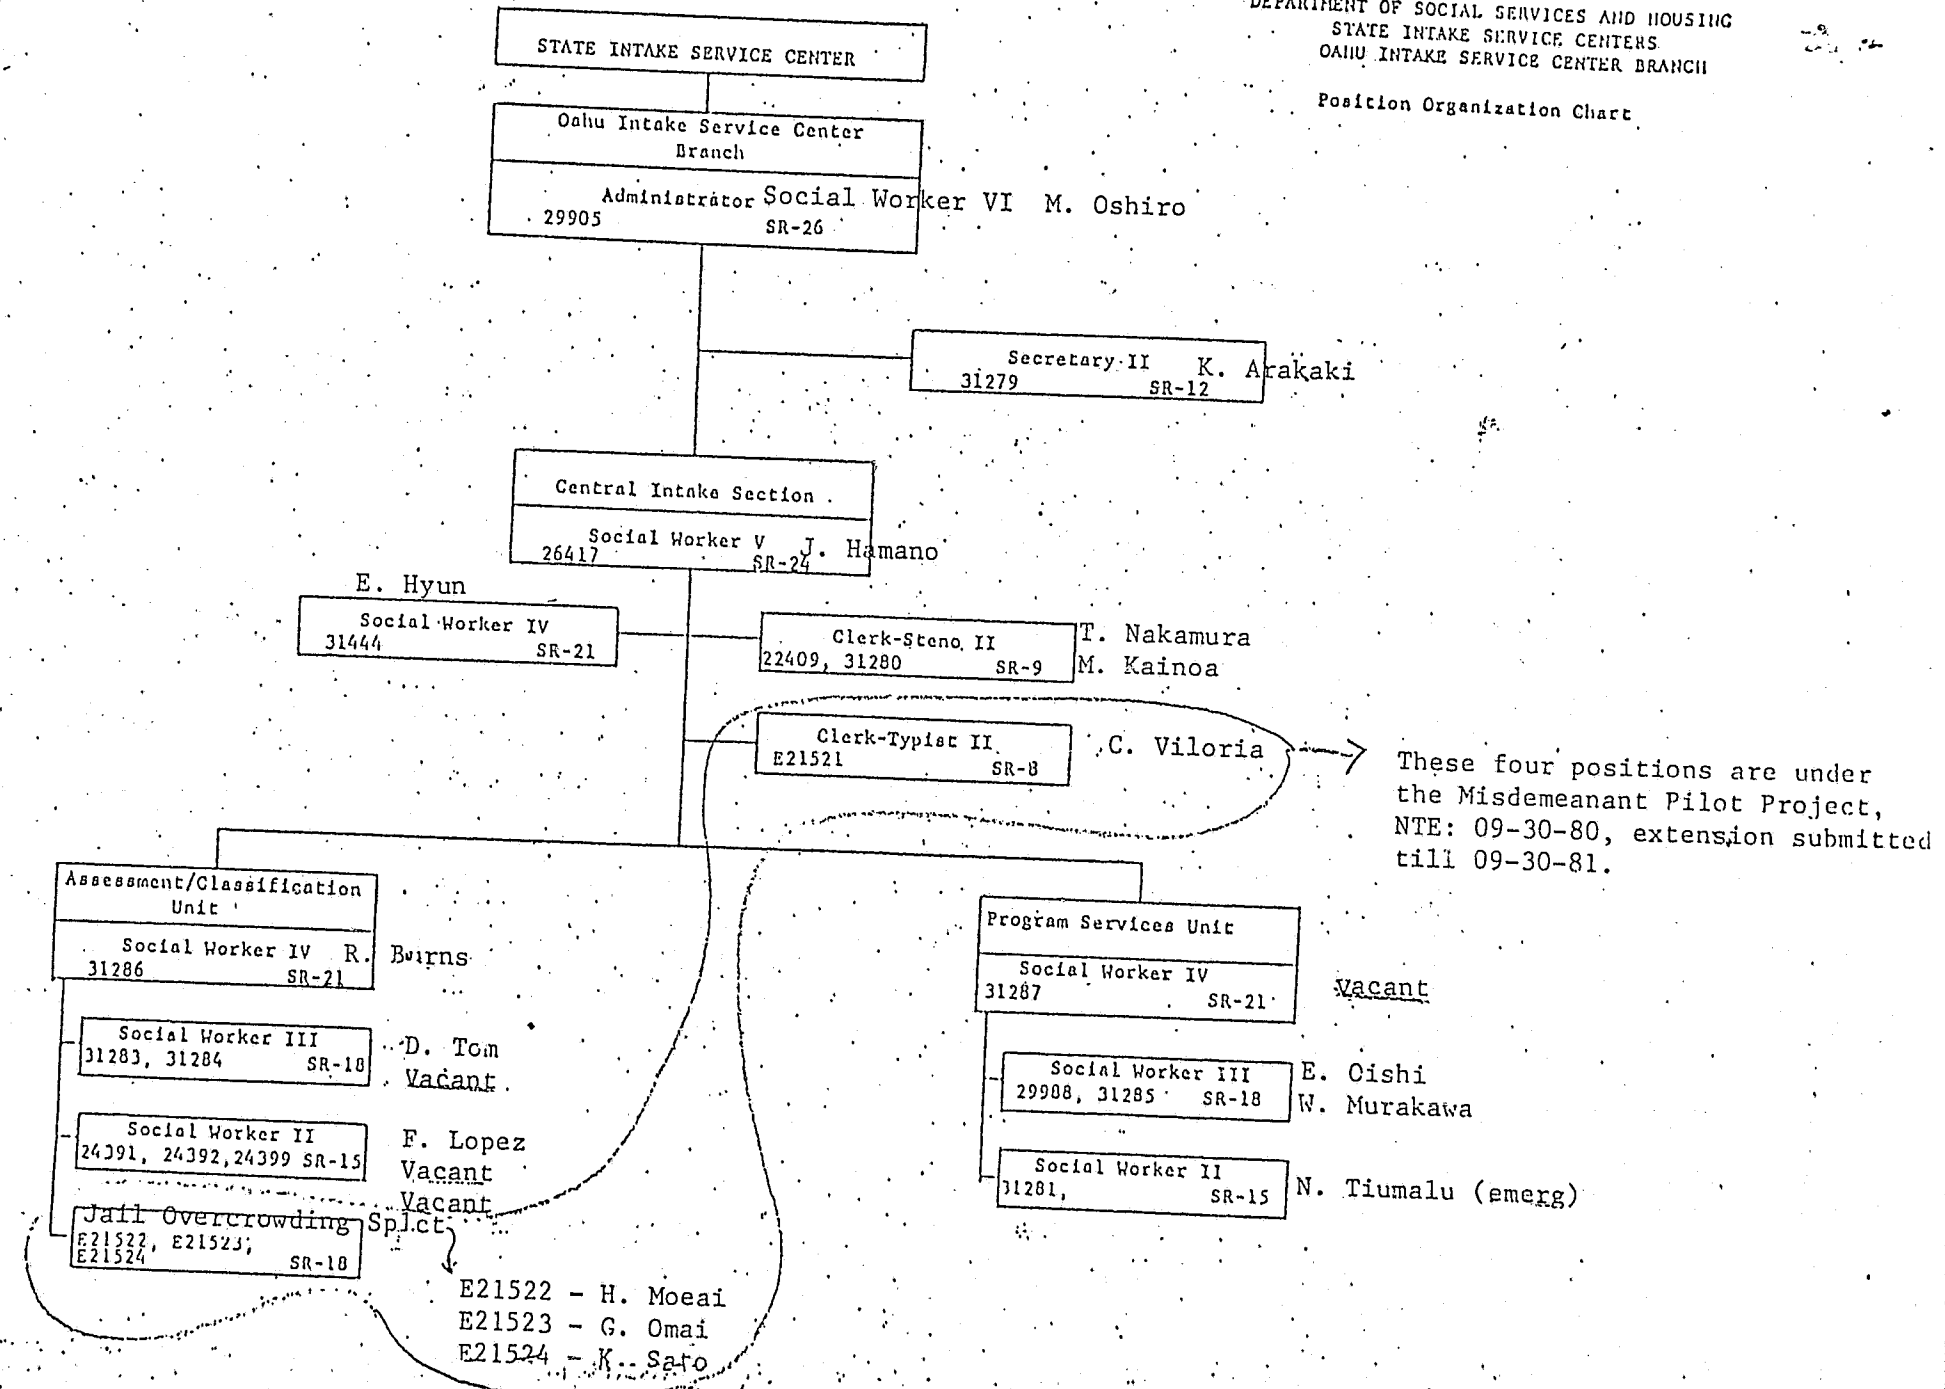 DEPARTMENT OF SOCIAL SERVICES AND HOUSING
STATE INTAKE SERVICE CENTERS
OAHU INTAKE SERVICE CENTER BRANCH
Position Organization Chart
STATE INTAKE SERVICE CENTER
Oahu Intake Service Center
Branch
Administrator Social Worker VI M. Oshiro
29905 SR-26
Secretary II K. Arakaki
31279 SR-12
Central Intake Section
Social Worker V J. Hamano
26417 SR-24
E. Hyun
Social Worker IV
31444 SR-21
Clerk-Steno II
22409, 31280 SR-9
T. Nakamura
M. Kainoa
Clerk-Typist II
E21521 SR-8
C. Viloria
These four positions are under
the Misdemeanant Pilot Project,
NTE: 09-30-80, extension submitted
till 09-30-81.
Assessment/Classification
Unit
Social Worker IV R. Burns
31286 SR-21
Social Worker III
31283, 31284 SR-18
D. Tom
Vacant
Social Worker II
24391, 24392, 24399 SR-15
F. Lopez
Vacant
Vacant
Jail Overcrowding Splct
E21522, E21523,
E21524 SR-18
E21522 - H. Moeai
E21523 - G. Omai
E21524 - K. Sato
Program Services Unit
Social Worker IV
31287 SR-21
vacant
Social Worker III
29988, 31285 SR-18
E. Oishi
W. Murakawa
Social Worker II
31281, SR-15
N. Tiumalu (emerg)